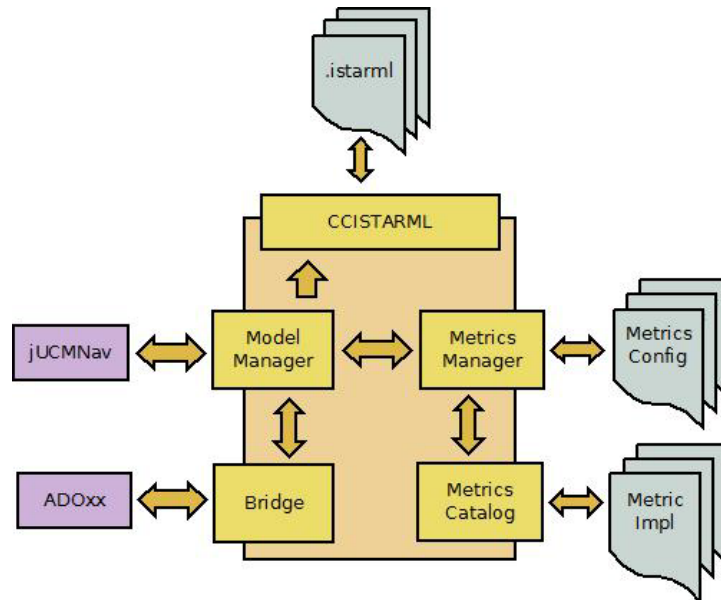 .istarml
CCISTARML
jUCMNav
Model
Manager
Metrics
Manager
Metrics
Config
ADOxx
Bridge
Metrics
Catalog
Metric
Impl